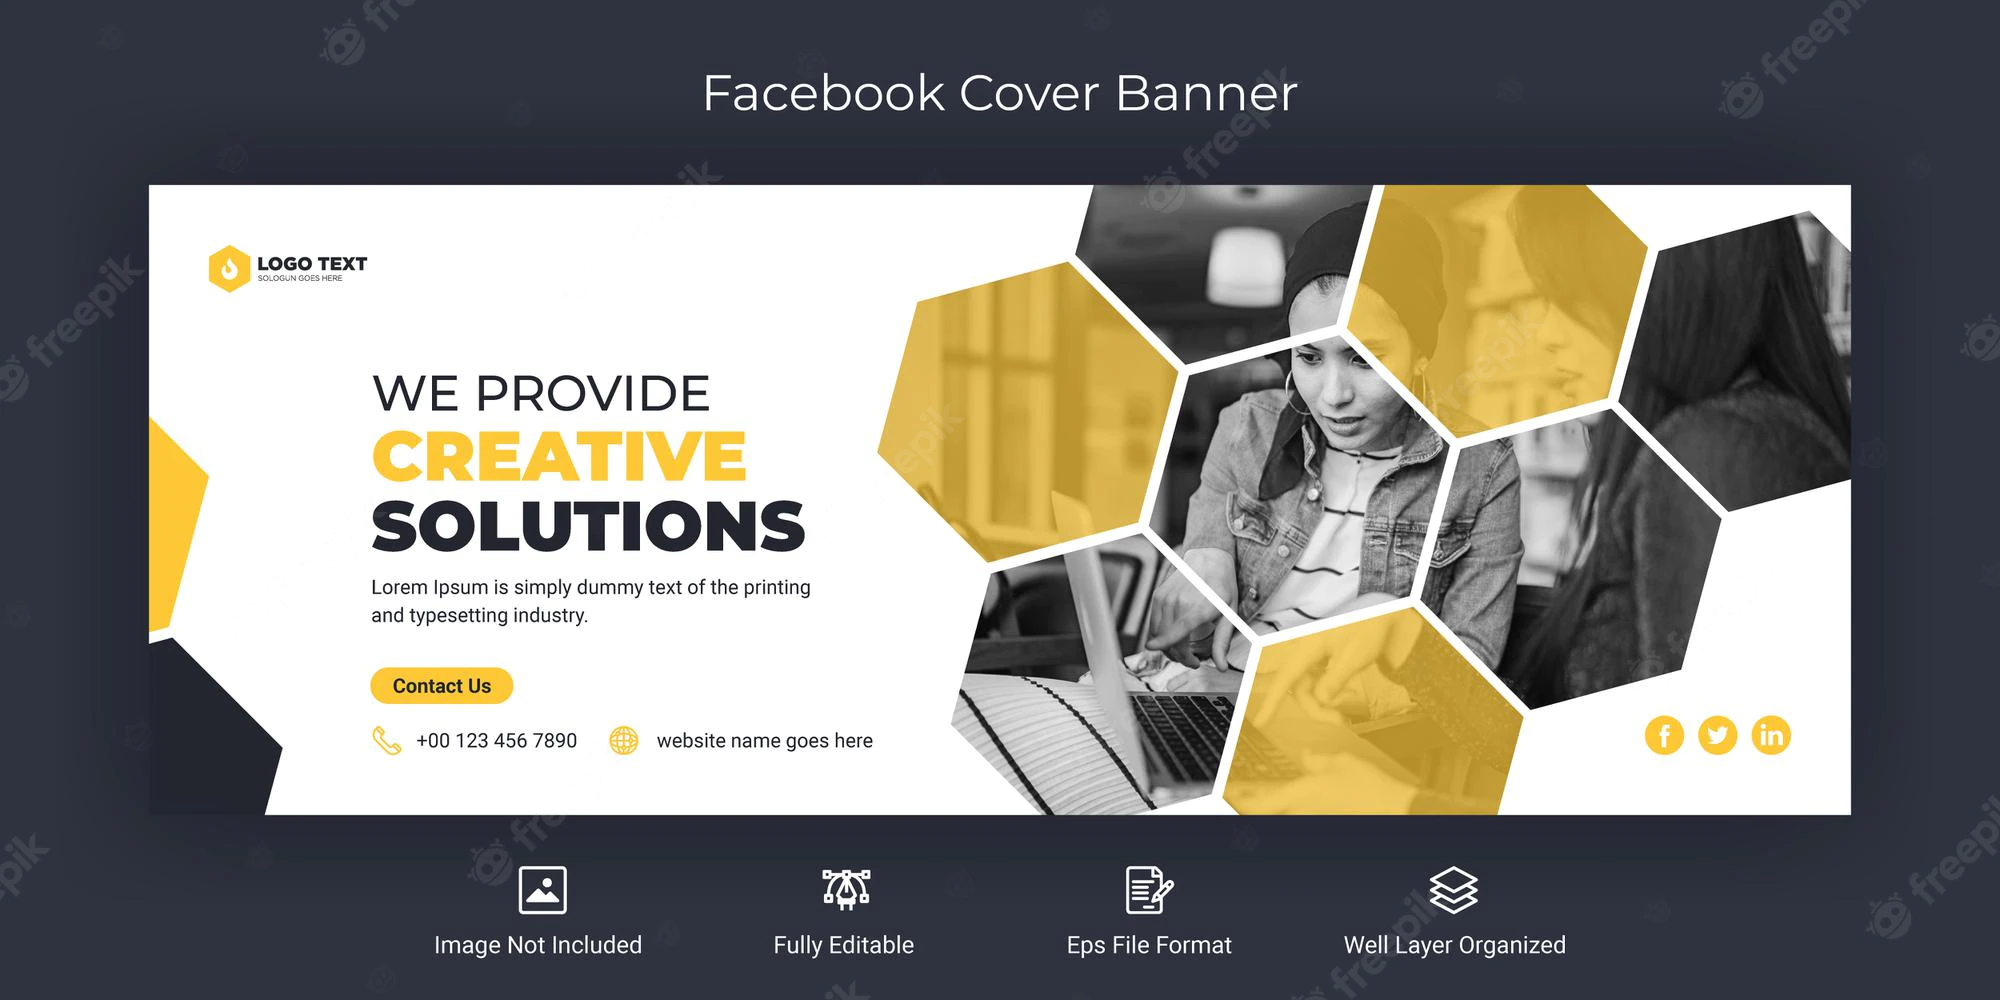 Facebook Cover Banner
LOGO TEXT
SOLOGUN GOES HERE
WE PROVIDE
CREATIVE
SOLUTIONS
Lorem Ipsum is simply dummy text of the printing
and typesetting industry.
Contact Us
+00 123 456 7890
website name goes here
f
in
Image Not Included
Fully Editable
Eps File Format
Well Layer Organized
freepik